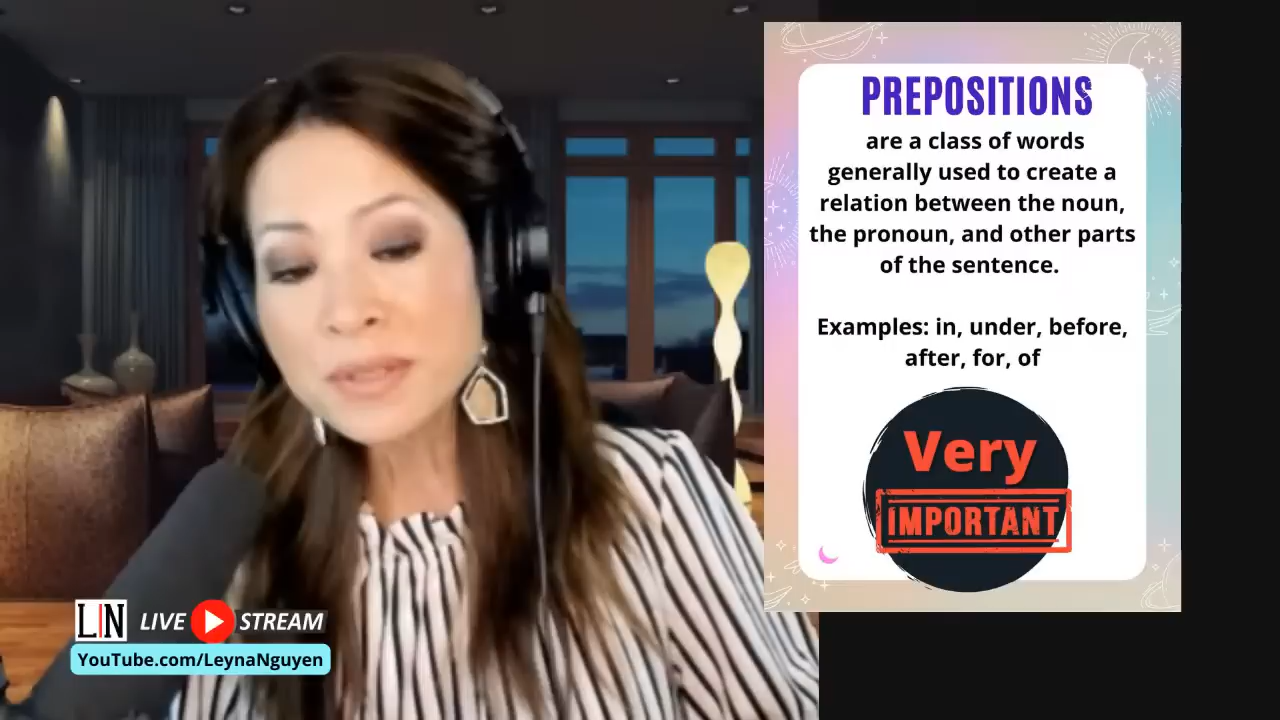 PREPOSITIONS
are a class of words
generally used to create a
relation between the noun,
the pronoun, and other parts
of the sentence.
Examples: in, under, before,
after, for, of
Very
IMPORTANT
LIN LIVE STREAM
YouTube.com/LeynaNguyen